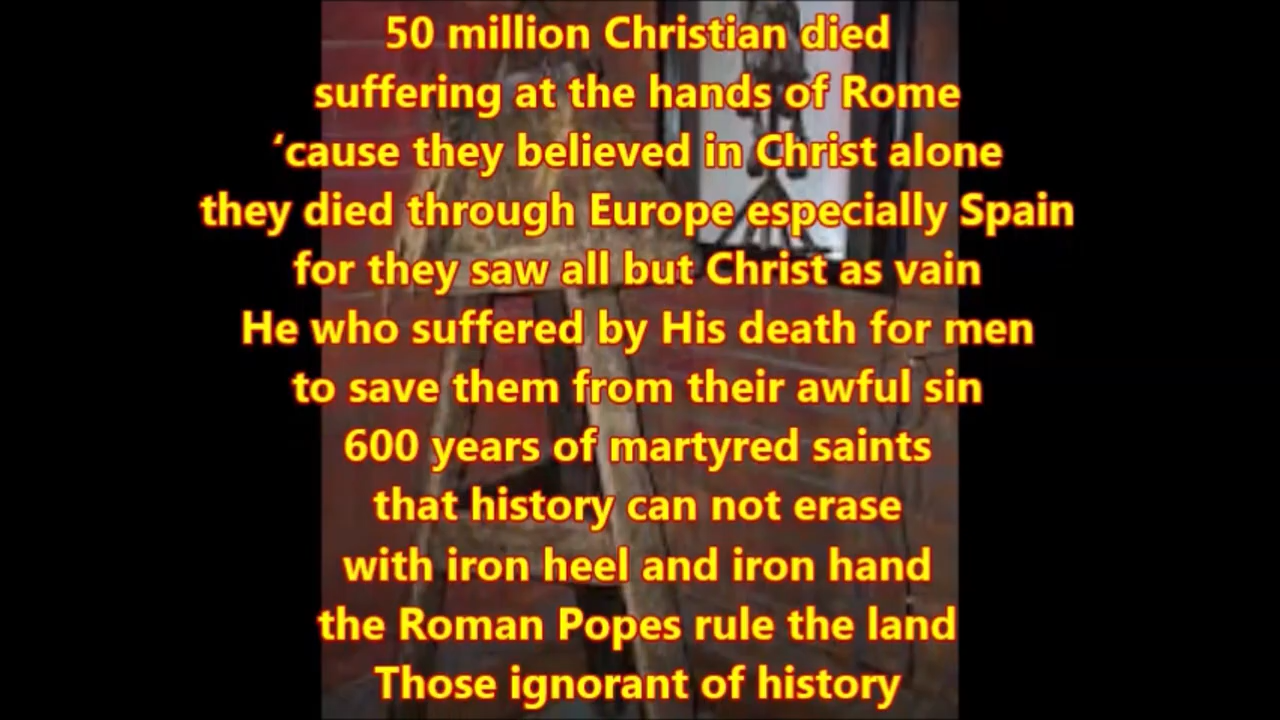 50 million Christian died
suffering at the hands of Rome
‘cause they believed in Christ alone
they died through Europe especially Spain
for they saw all but Christ as vain
He who suffered by His death for men
to save them from their awful sin
600 years of martyred saints
that history can not erase
with iron heel and iron hand
the Roman Popes rule the land
Those ignorant of history